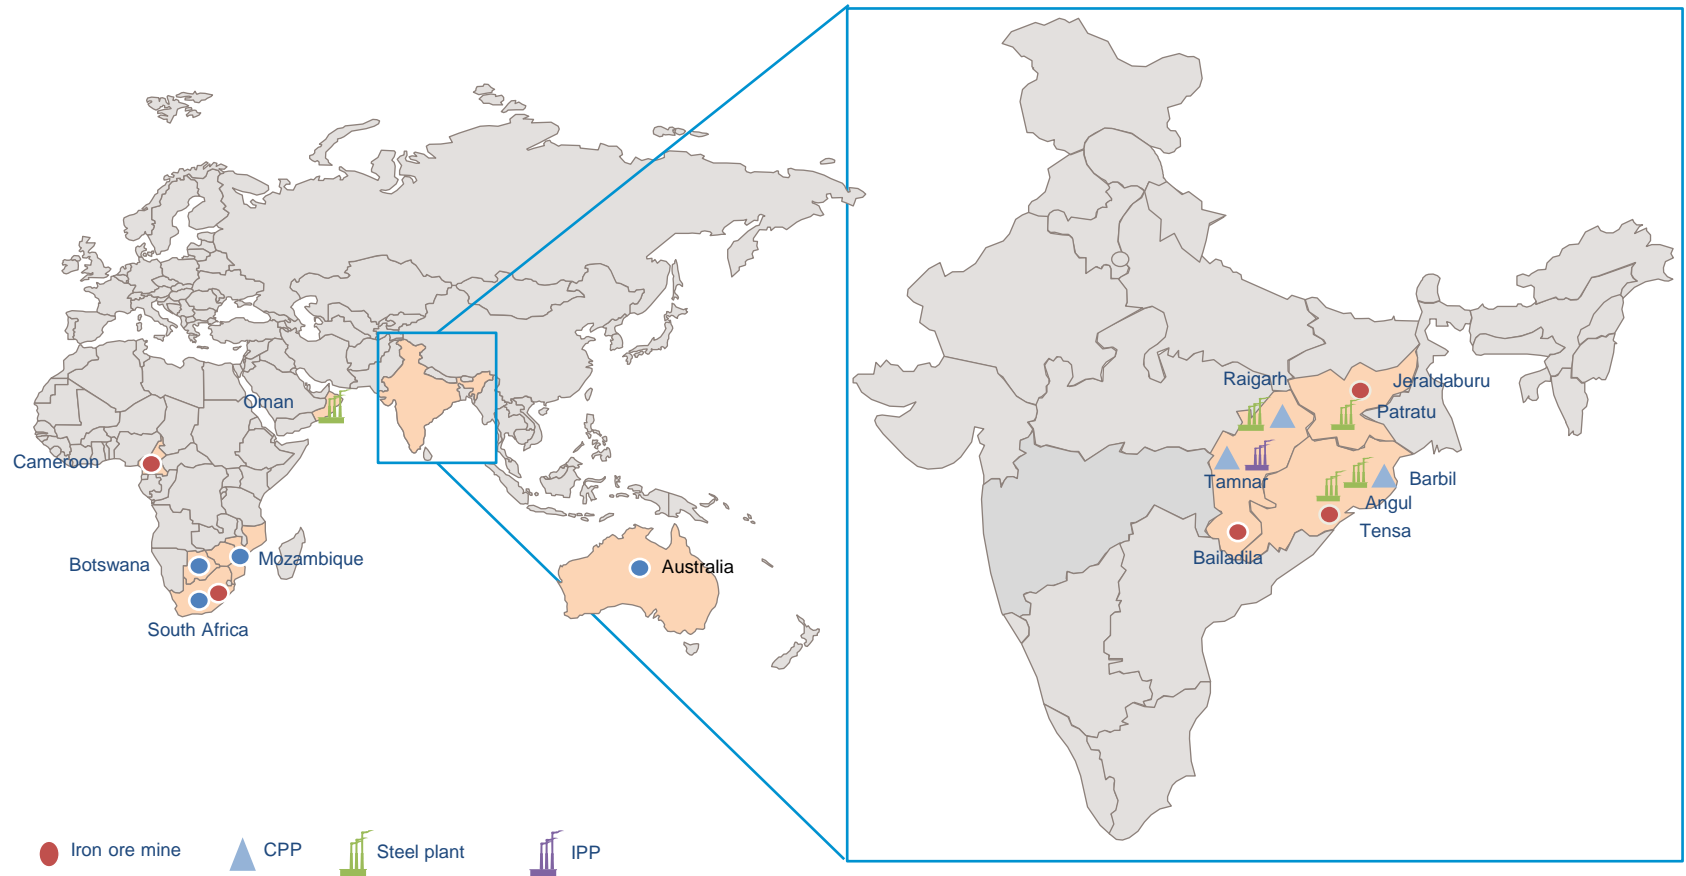 Oman
Cameroon
Botswana
Mozambique
South Africa
Australia
Raigarh
Jeraldaburu
Patratu
Tamnar
Barbil
Angul
Tensa
Bailadila
Iron ore mine
CPP
Steel plant
IPP